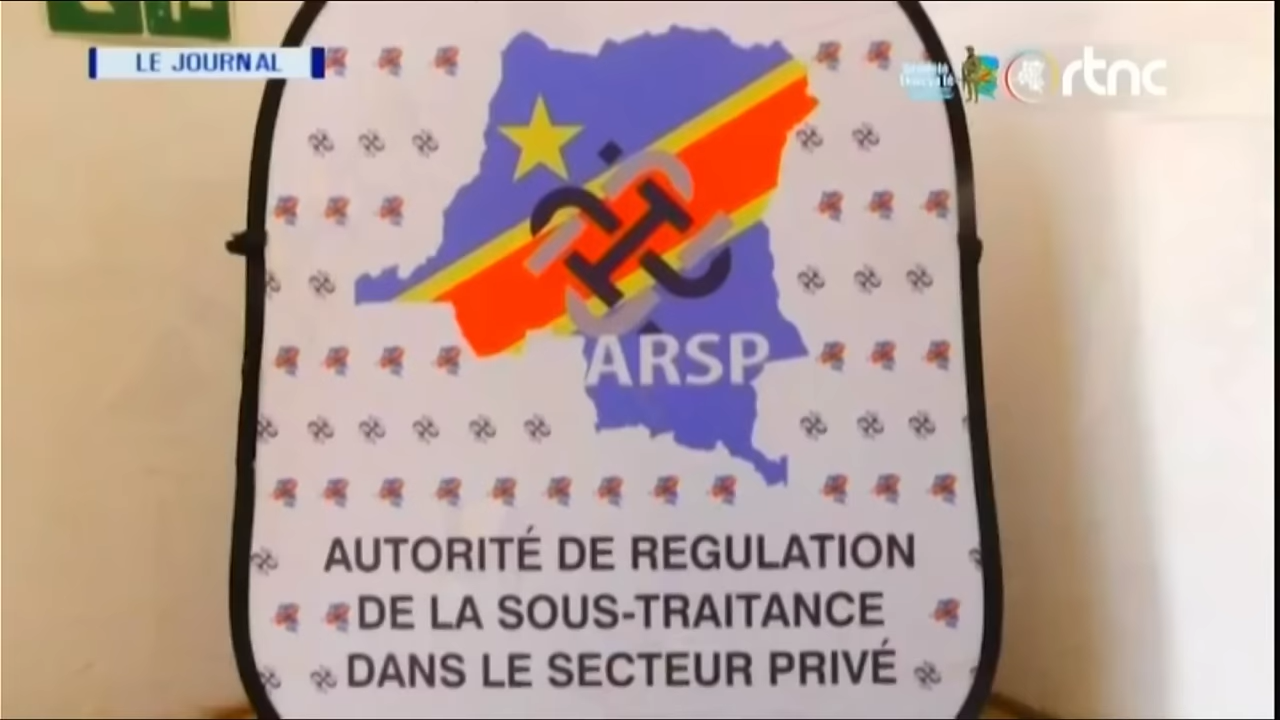 LE JOURNAL
rtnc
ARSP
AUTORITÉ DE REGULATION
DE LA SOUS-TRAITANCE
DANS LE SECTEUR PRIVÉ